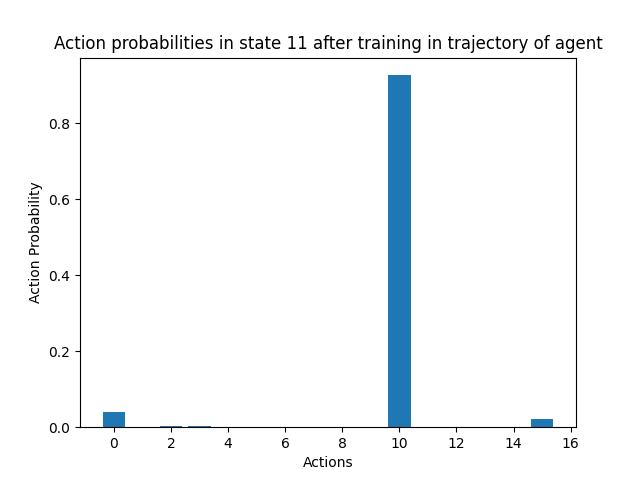 Action probabilities in state 11 after training in trajectory of agent
0.8
0.6
0.4
0.2
0.0
Action Probability
0 2 4 6 8 10 12 14 16
Actions